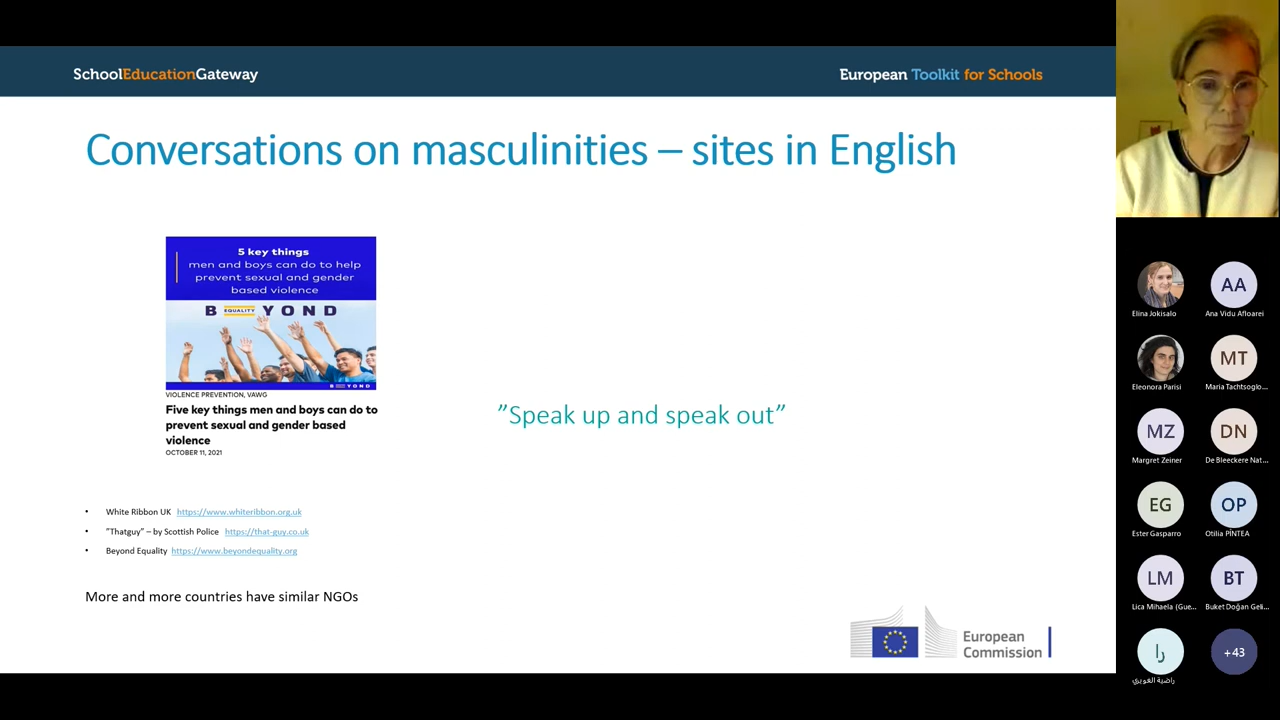 SchoolEducationGateway
European Toolkit for Schools
Conversations on masculinities – sites in English
5 key things
men and boys can do to help
prevent sexual and gender
based violence
B EQUALITY YOND
B YOND
VIOLENCE PREVENTION, VAWG
Five key things men and boys can do to
prevent sexual and gender based
violence
OCTOBER 11, 2021
”Speak up and speak out”
• White Ribbon UK https://www.whiteribbon.org.uk
• ”Thatguy” – by Scottish Police https://that-guy.co.uk
• Beyond Equality https://www.beyondequality.org
More and more countries have similar NGOs
European
Commission
Elina Jokisalo
AA
Ana Vidu Afloarei
Eleonora Parisi
MT
Maria Tachtsoglo...
MZ
Margret Zeiner
DN
De Bleeckere Nat...
EG
Ester Gasparro
OP
Otilia PÎNTEA
LM
Lica Mihaela (Gue...
BT
Buket Doğan Geli...
را
راضية العويري
+43